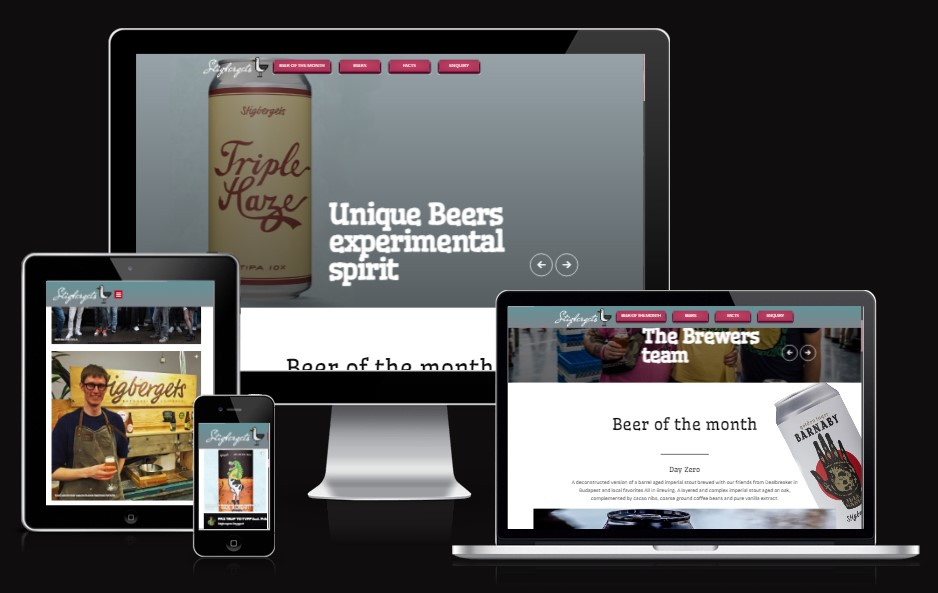 Stigbergets
BEER OF THE MONTH
BEERS
FACTS
ENQUIRY
Stigbergets
Triple
Haze
TIPA 10X
Unique Beers
experimental
spirit
Beer of the month
Stigbergets
igbergets
Stigbergets
Stigbergets
BEER OF THE MONTH
BEERS
FACTS
ENQUIRY
The Brewers
team
Beer of the month
BARNABY
Day Zero
A deconstructed version of a barrel aged imperial stout brewed with our friends from Dealbreaker in
Budapest and local favorites All In Brewing. A layered and complex imperial stout aged on oak,
complemented by cacao nibs, coarse ground coffee beans and pure vanilla extract.